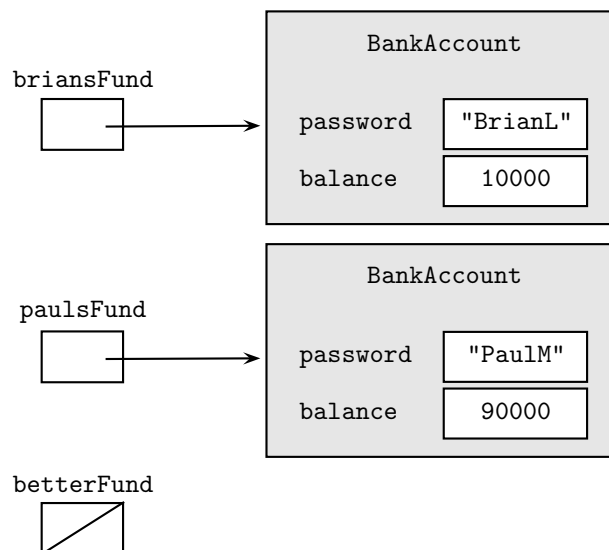 BankAccount
briansFund
password "BrianL"
balance 10000
BankAccount
paulsFund
password "PaulM"
balance 90000
betterFund